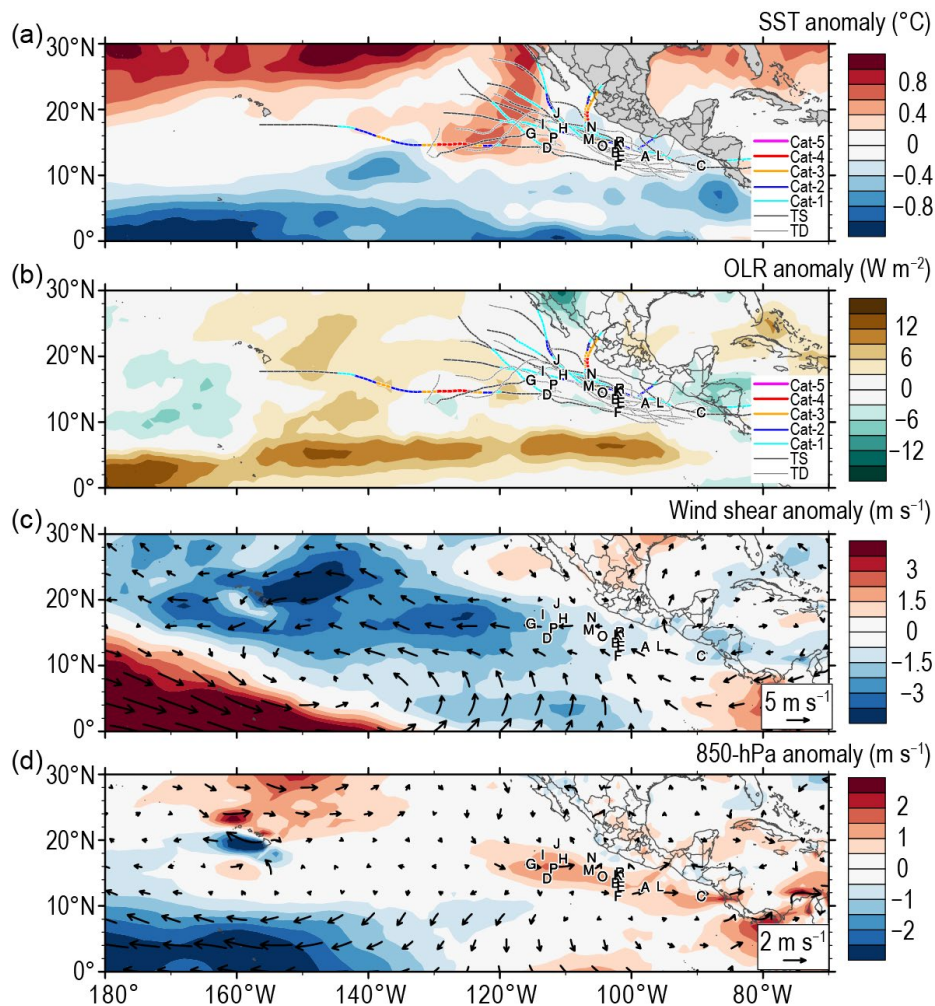 (a) SST anomaly (°C)
30°N
20°N
10°N
0°
J
I
G H N
P M
D O R
B K
E
F A L C
Cat-5
Cat-4
Cat-3
Cat-2
Cat-1
TS
TD
0.8
0.4
0
−0.4
−0.8
(b) OLR anomaly (W m⁻²)
30°N
20°N
10°N
0°
J
I
G H N
P M
D O R
B
E
F A L C
Cat-5
Cat-4
Cat-3
Cat-2
Cat-1
TS
TD
12
6
0
−6
−12
(c) Wind shear anomaly (m s⁻¹)
30°N
20°N
10°N
0°
J
I
G H N
P M
D O R
B
E
F A L C
5 m s⁻¹
3
1.5
0
−1.5
−3
(d) 850-hPa anomaly (m s⁻¹)
30°N
20°N
10°N
0°
J
I
G H N
P M
D O
B
E
F A L C
2 m s⁻¹
2
1
0
−1
−2
180° 160°W 140°W 120°W 100°W 80°W